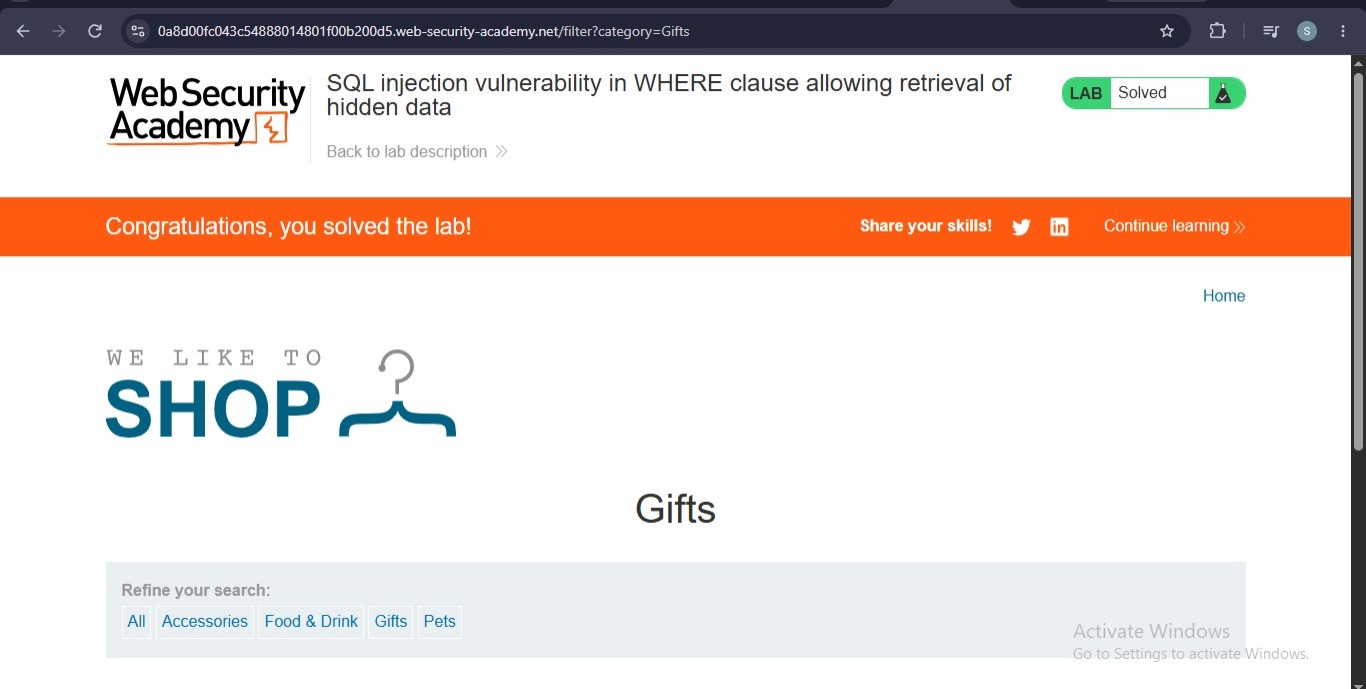 0a8d00fc043c54888014801f00b200d5.web-security-academy.net/filter?category=Gifts
S
Web Security
Academy
SQL injection vulnerability in WHERE clause allowing retrieval of
hidden data
Back to lab description
LAB Solved
Congratulations, you solved the lab!
Share your skills!
Continue learning
Home
WE LIKE TO
SHOP
Gifts
Refine your search:
All Accessories Food & Drink Gifts Pets
Activate Windows
Go to Settings to activate Windows.